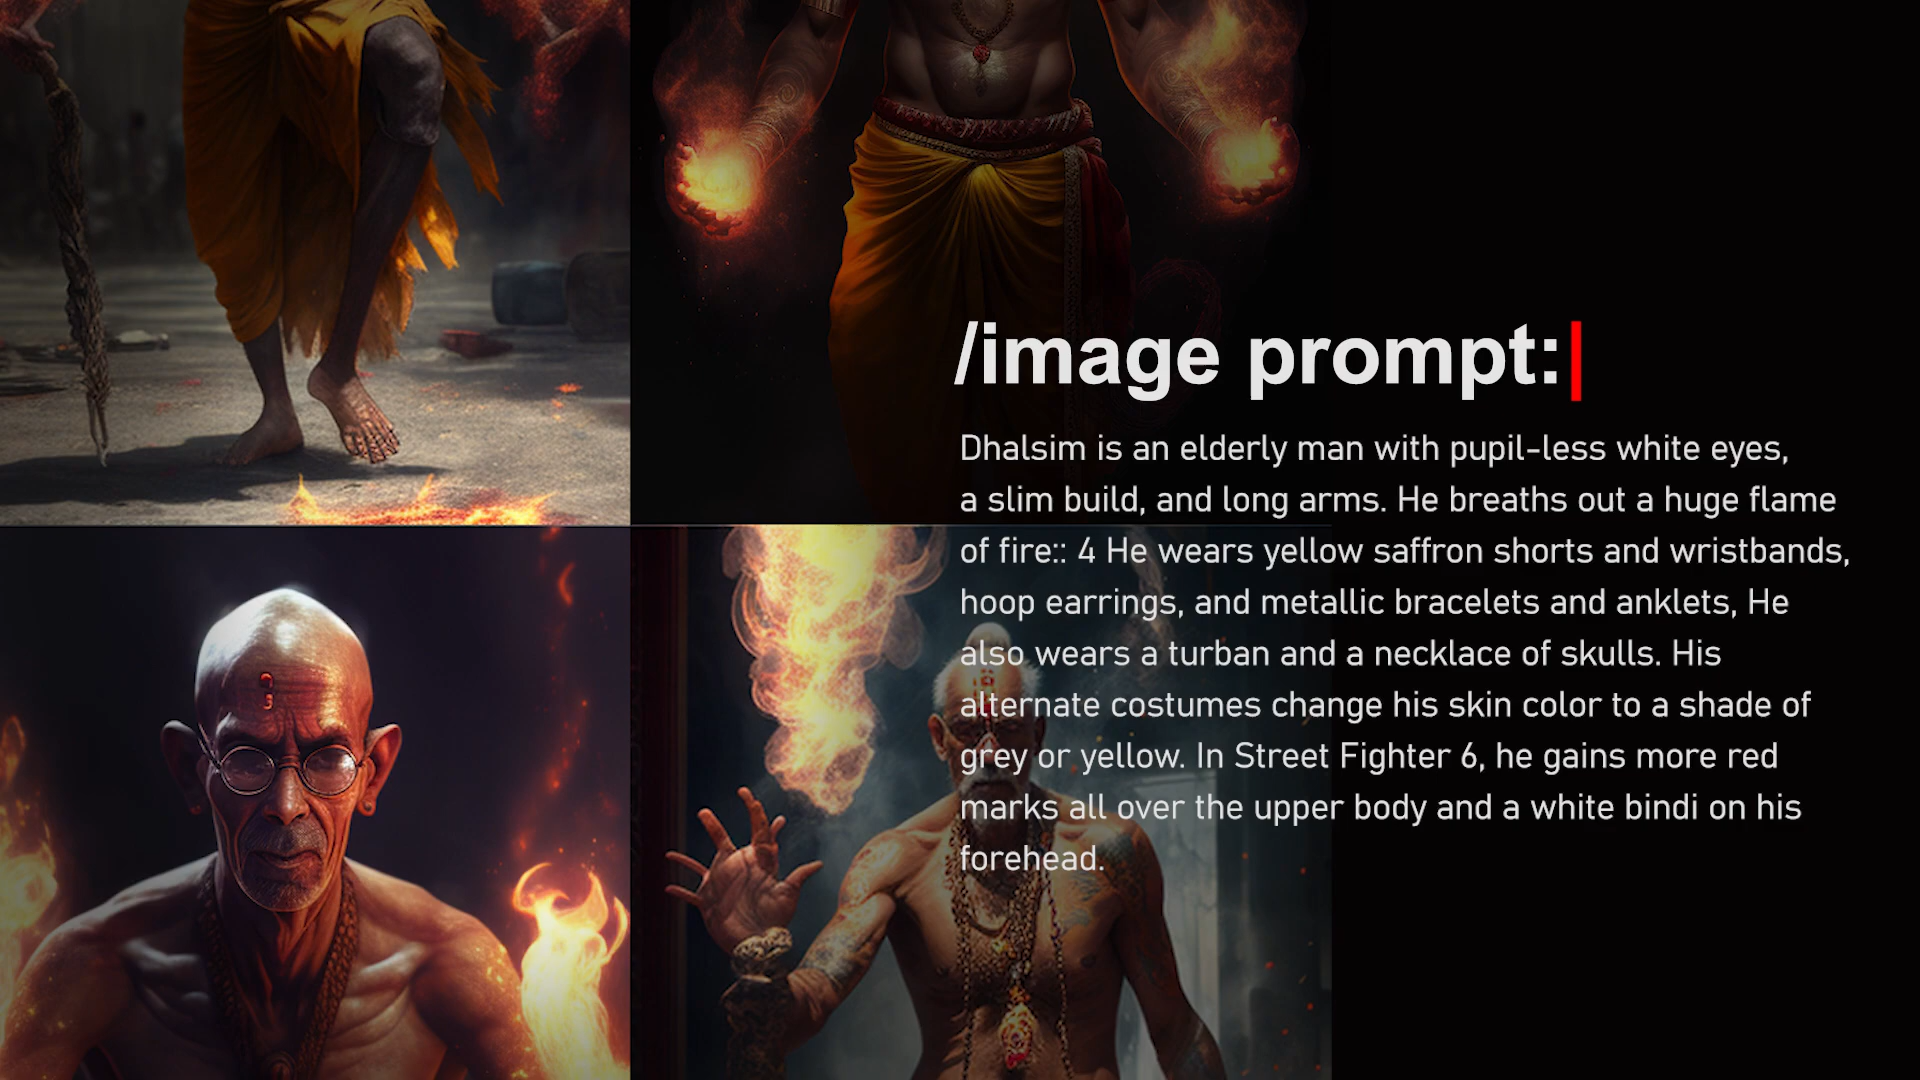 /image prompt:
Dhalsim is an elderly man with pupil-less white eyes,
a slim build, and long arms. He breaths out a huge flame
of fire:: 4 He wears yellow saffron shorts and wristbands,
hoop earrings, and metallic bracelets and anklets, He
also wears a turban and a necklace of skulls. His
alternate costumes change his skin color to a shade of
grey or yellow. In Street Fighter 6, he gains more red
marks all over the upper body and a white bindi on his
forehead.